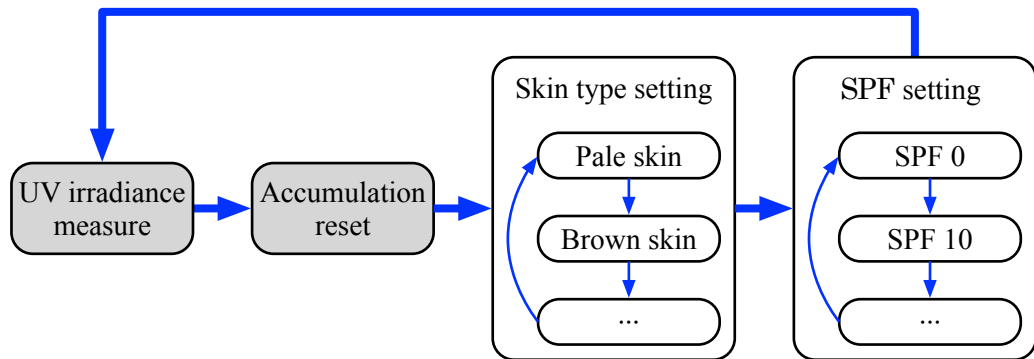 UV irradiance
measure
Accumulation
reset
Skin type setting
Pale skin
Brown skin
...
SPF setting
SPF 0
SPF 10
...